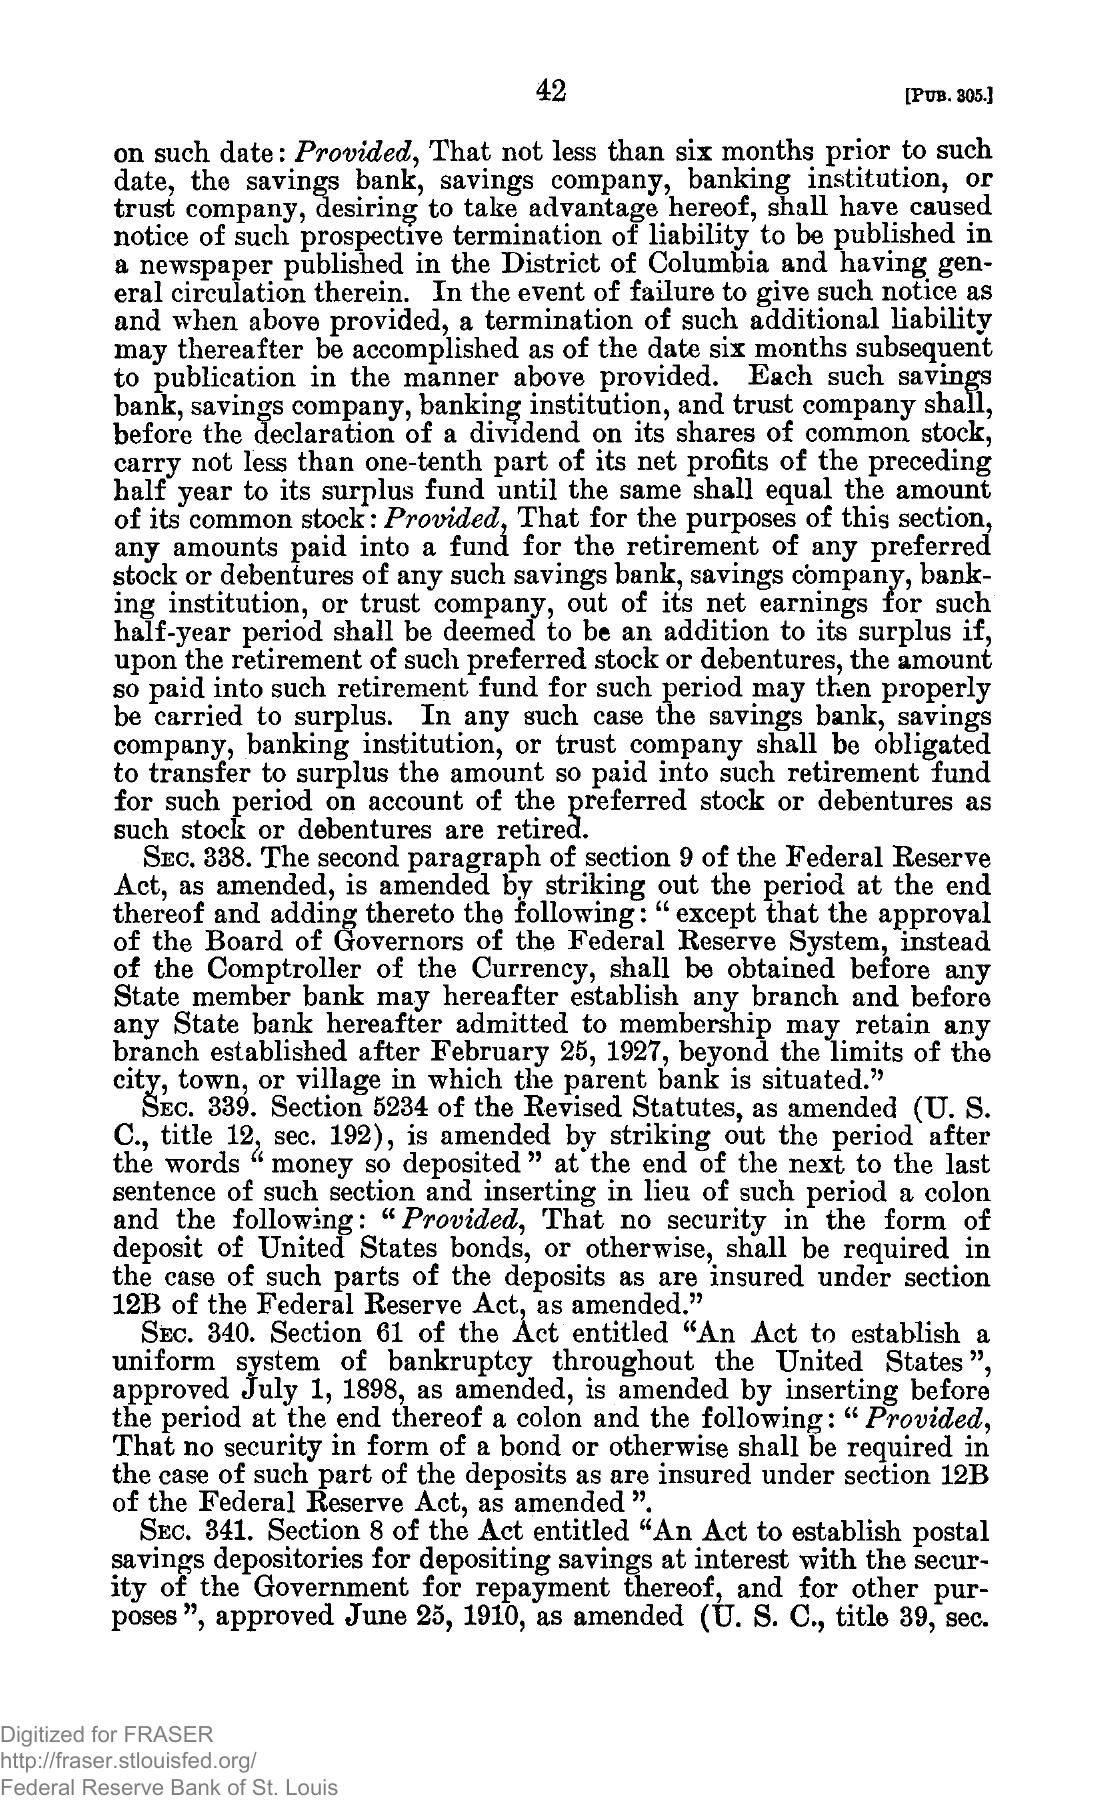 42
[PUB. 305.]
on such date: Provided, That not less than six months prior to such
date, the savings bank, savings company, banking institution, or
trust company, desiring to take advantage hereof, shall have caused
notice of such prospective termination of liability to be published in
a newspaper published in the District of Columbia and having gen-
eral circulation therein. In the event of failure to give such notice as
and when above provided, a termination of such additional liability
may thereafter be accomplished as of the date six months subsequent
to publication in the manner above provided. Each such savings
bank, savings company, banking institution, and trust company shall,
before the declaration of a dividend on its shares of common stock,
carry not less than one-tenth part of its net profits of the preceding
half year to its surplus fund until the same shall equal the amount
of its common stock: Provided, That for the purposes of this section,
any amounts paid into a fund for the retirement of any preferred
stock or debentures of any such savings bank, savings company, bank-
ing institution, or trust company, out of its net earnings for such
half-year period shall be deemed to be an addition to its surplus if,
upon the retirement of such preferred stock or debentures, the amount
so paid into such retirement fund for such period may then properly
be carried to surplus. In any such case the savings bank, savings
company, banking institution, or trust company shall be obligated
to transfer to surplus the amount so paid into such retirement fund
for such period on account of the preferred stock or debentures as
such stock or debentures are retired.
SEC. 338. The second paragraph of section 9 of the Federal Reserve
Act, as amended, is amended by striking out the period at the end
thereof and adding thereto the following: " except that the approval
of the Board of Governors of the Federal Reserve System, instead
of the Comptroller of the Currency, shall be obtained before any
State member bank may hereafter establish any branch and before
any State bank hereafter admitted to membership may retain any
branch established after February 25, 1927, beyond the limits of the
city, town, or village in which the parent bank is situated."
SEC. 339. Section 5234 of the Revised Statutes, as amended (U. S.
C., title 12, sec. 192), is amended by striking out the period after
the words " money so deposited " at the end of the next to the last
sentence of such section and inserting in lieu of such period a colon
and the following: " Provided, That no security in the form of
deposit of United States bonds, or otherwise, shall be required in
the case of such parts of the deposits as are insured under section
12B of the Federal Reserve Act, as amended."
SEC. 340. Section 61 of the Act entitled "An Act to establish a
uniform system of bankruptcy throughout the United States ",
approved July 1, 1898, as amended, is amended by inserting before
the period at the end thereof a colon and the following: " Provided,
That no security in form of a bond or otherwise shall be required in
the case of such part of the deposits as are insured under section 12B
of the Federal Reserve Act, as amended ".
SEC. 341. Section 8 of the Act entitled "An Act to establish postal
savings depositories for depositing savings at interest with the secur-
ity of the Government for repayment thereof, and for other pur-
poses ", approved June 25, 1910, as amended (U. S. C., title 39, sec.
Digitized for FRASER
http://fraser.stlouisfed.org/
Federal Reserve Bank of St. Louis